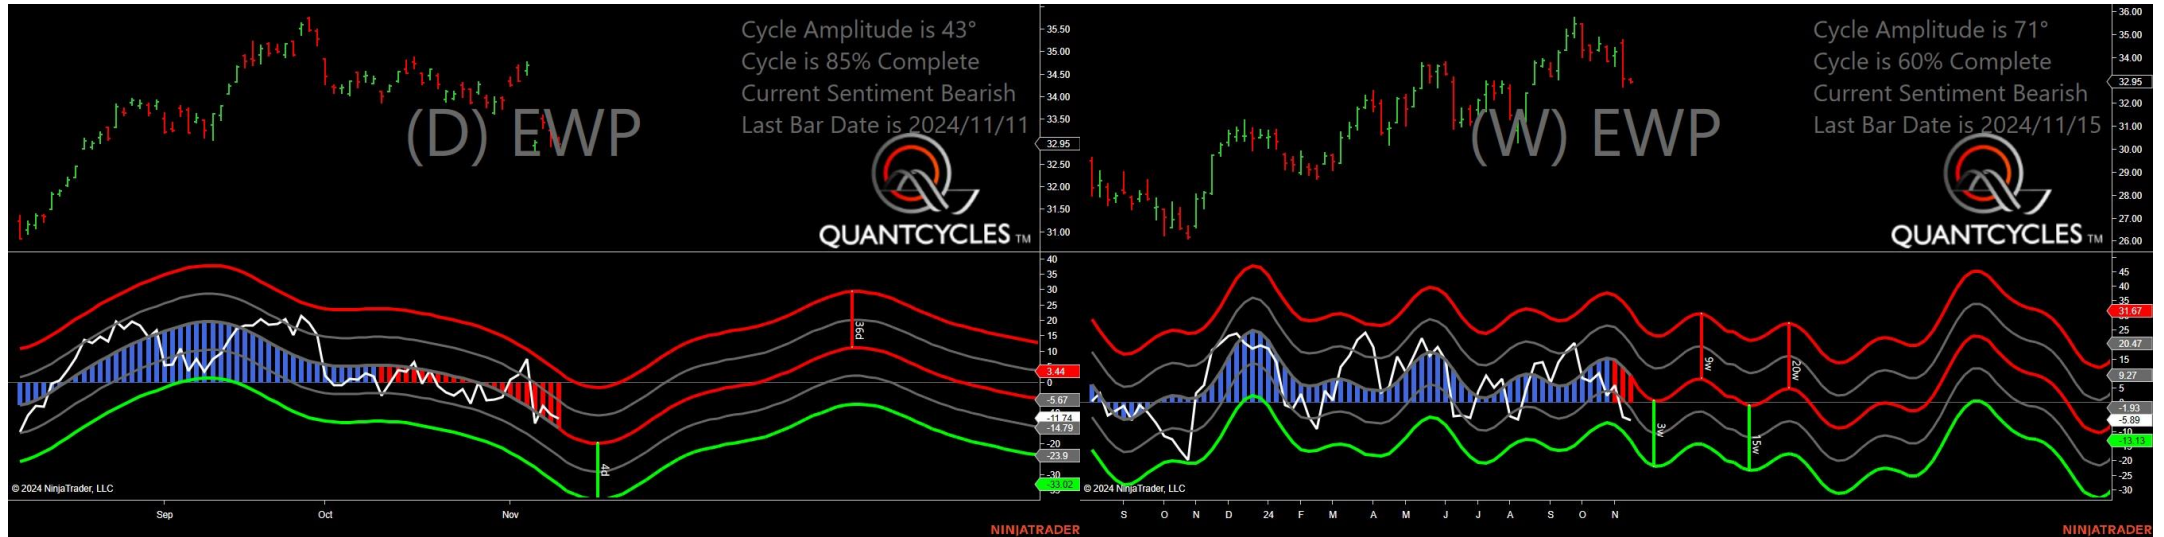 Cycle Amplitude is 43°
Cycle is 85% Complete
Current Sentiment Bearish
Last Bar Date is 2024/11/11
(D) EWP
QUANTCYCLES TM
35.50
35.00
34.50
34.00
33.50
32.95
32.50
32.00
31.50
31.00
40
35
30
25
20
15
10
3.44
0
-5.67
-11.74
-14.79
-20
-23.9
-30
-33.02
36d
4d
© 2024 NinjaTrader, LLC
Sep
Oct
Nov
NINJATRADER
Cycle Amplitude is 71°
Cycle is 60% Complete
Current Sentiment Bearish
Last Bar Date is 2024/11/15
(W) EWP
QUANTCYCLES TM
36.00
35.00
34.00
32.95
32.00
31.00
30.00
29.00
28.00
27.00
26.00
45
40
35
31.67
25
20.47
15
9.27
5
-1.93
-5.89
-10
-13.13
-20
-25
-30
9w
20w
3w
15w
© 2024 NinjaTrader, LLC
S O N D 24 F M A M J J A S O N
NINJATRADER